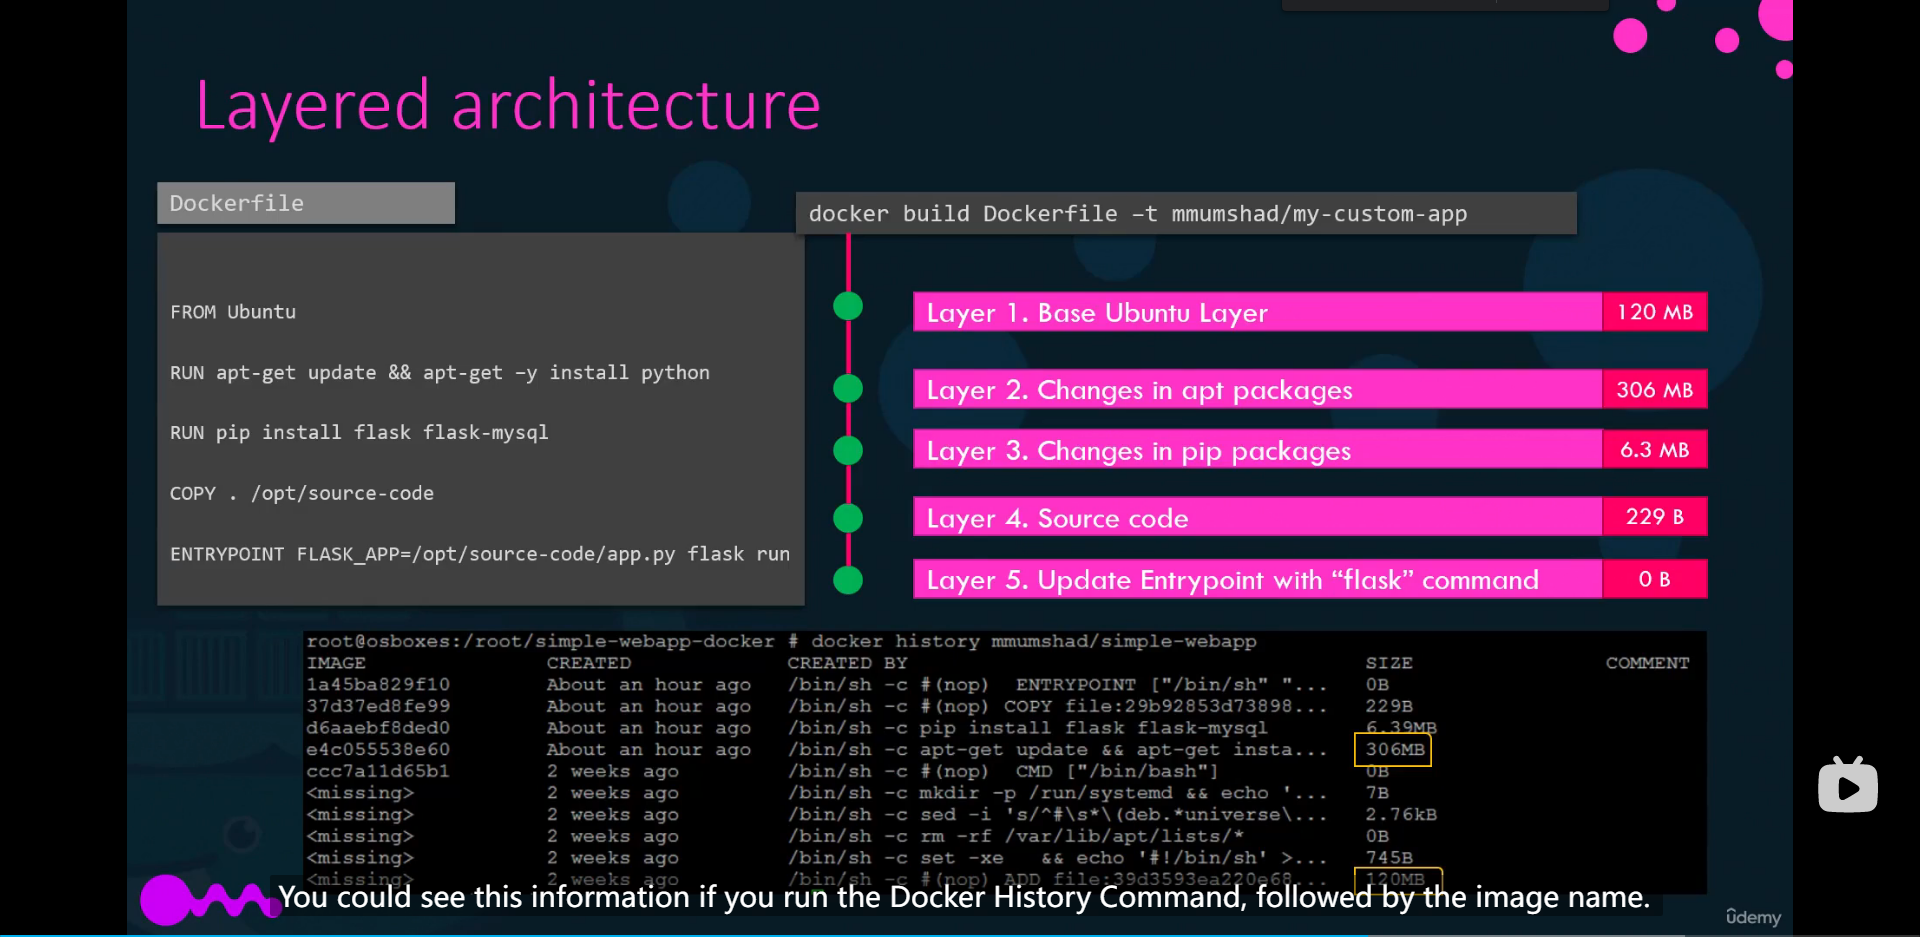 Layered architecture
Dockerfile
FROM Ubuntu
RUN apt-get update && apt-get –y install python
RUN pip install flask flask-mysql
COPY . /opt/source-code
ENTRYPOINT FLASK_APP=/opt/source-code/app.py flask run
docker build Dockerfile –t mmumshad/my-custom-app
Layer 1. Base Ubuntu Layer 120 MB
Layer 2. Changes in apt packages 306 MB
Layer 3. Changes in pip packages 6.3 MB
Layer 4. Source code 229 B
Layer 5. Update Entrypoint with “flask” command 0 B
root@osboxes:/root/simple-webapp-docker # docker history mmumshad/simple-webapp
IMAGE CREATED CREATED BY SIZE COMMENT
1a45ba829f10 About an hour ago /bin/sh -c #(nop) ENTRYPOINT ["/bin/sh" "... 0B
37d37ed8fe99 About an hour ago /bin/sh -c #(nop) COPY file:29b92853d73898... 229B
d6aaebf8ded0 About an hour ago /bin/sh -c pip install flask flask-mysql 6.39MB
e4c055538e60 About an hour ago /bin/sh -c apt-get update && apt-get insta... 306MB
ccc7a11d65b1 2 weeks ago /bin/sh -c #(nop) CMD ["/bin/bash"] 0B
<missing> 2 weeks ago /bin/sh -c mkdir -p /run/systemd && echo '... 7B
<missing> 2 weeks ago /bin/sh -c sed -i 's/^#\s*\(deb.*universe\... 2.76kB
<missing> 2 weeks ago /bin/sh -c rm -rf /var/lib/apt/lists/* 0B
<missing> 2 weeks ago /bin/sh -c set -xe && echo '#!/bin/sh' >... 745B
<missing> 2 weeks ago /bin/sh -c #(nop) ADD file:39d3593ea220e68... 120MB
You could see this information if you run the Docker History Command, followed by the image name.
ûdemy